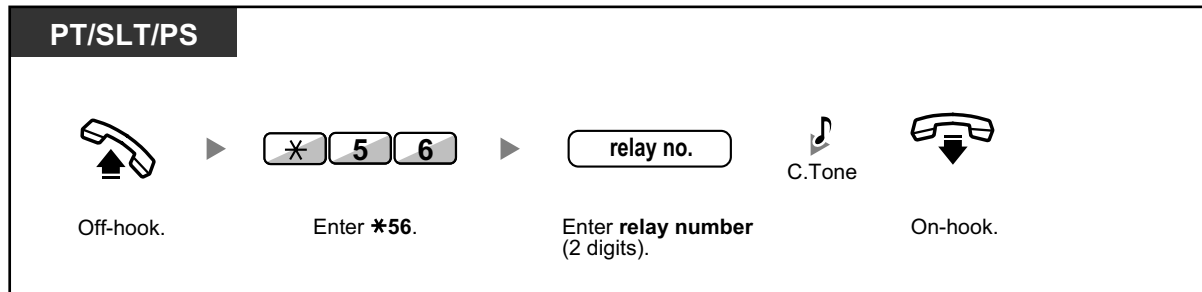 PT/SLT/PS
* 5 6
relay no.
C.Tone
Off-hook.
Enter *56.
Enter relay number
(2 digits).
On-hook.